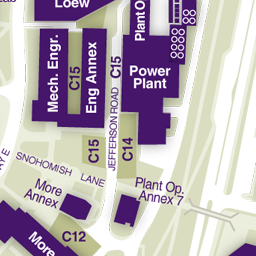 Loew
Plant O
Mech. Engr.
C15
Eng Annex
C15
JEFFERSON ROAD
Power
Plant
C15
C14
SNOHOMISH LANE
More
Annex
Plant Op.
Annex 7
C12
More